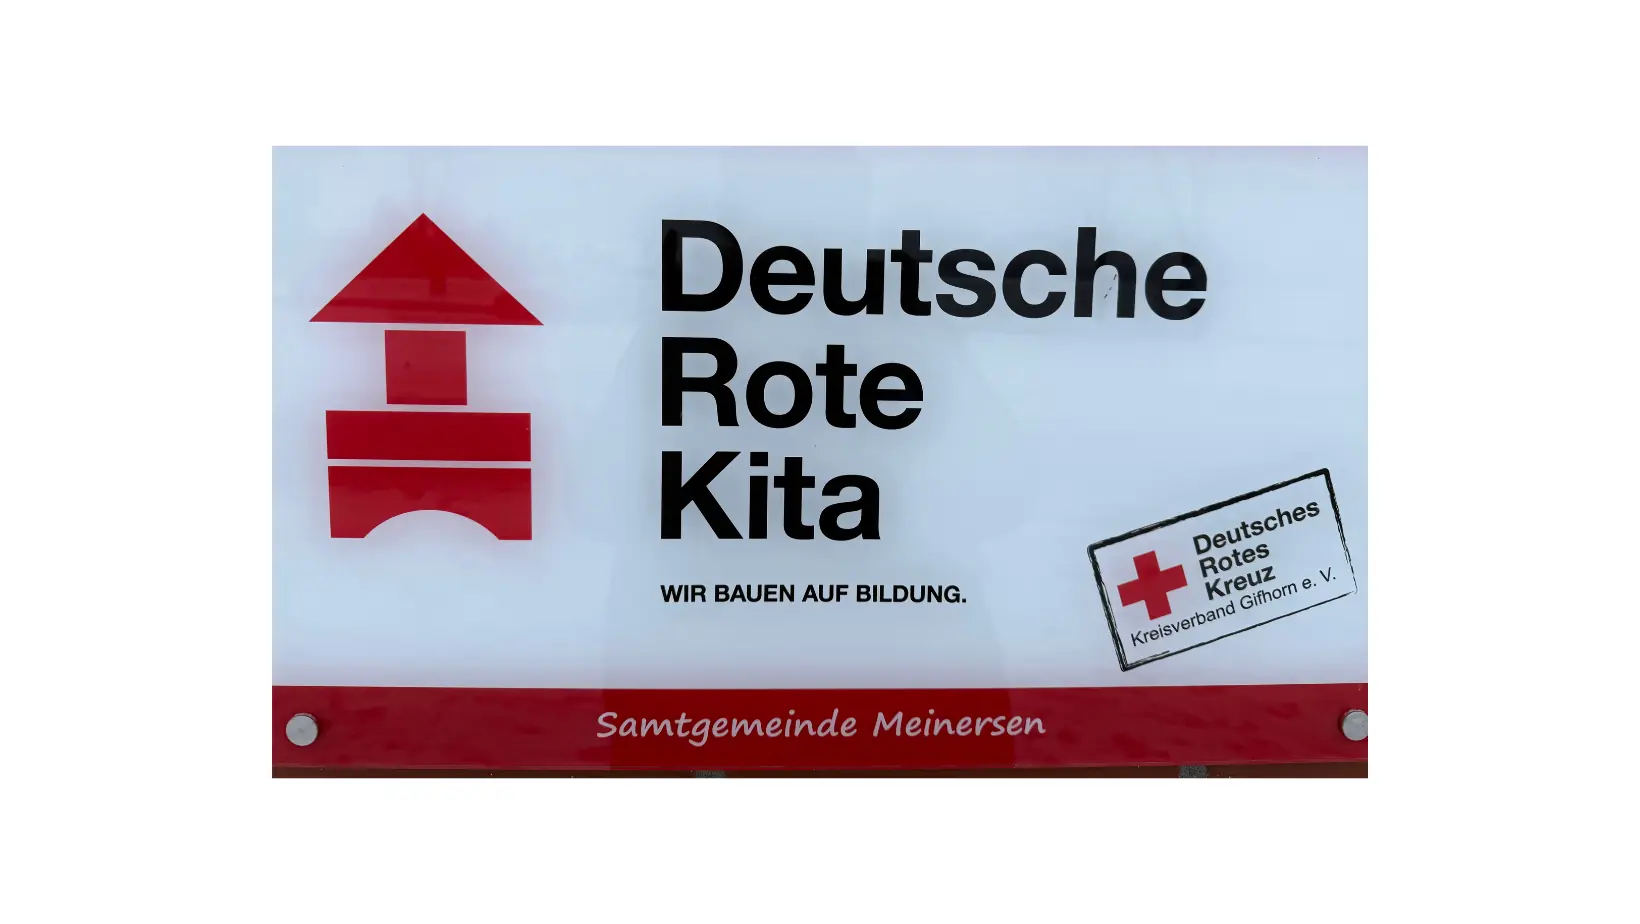 Deutsche
Rote
Kita
WIR BAUEN AUF BILDUNG.
Deutsches
Rotes
Kreuz
Kreisverband Gifhorn e. V.
Samtgemeinde Meinersen